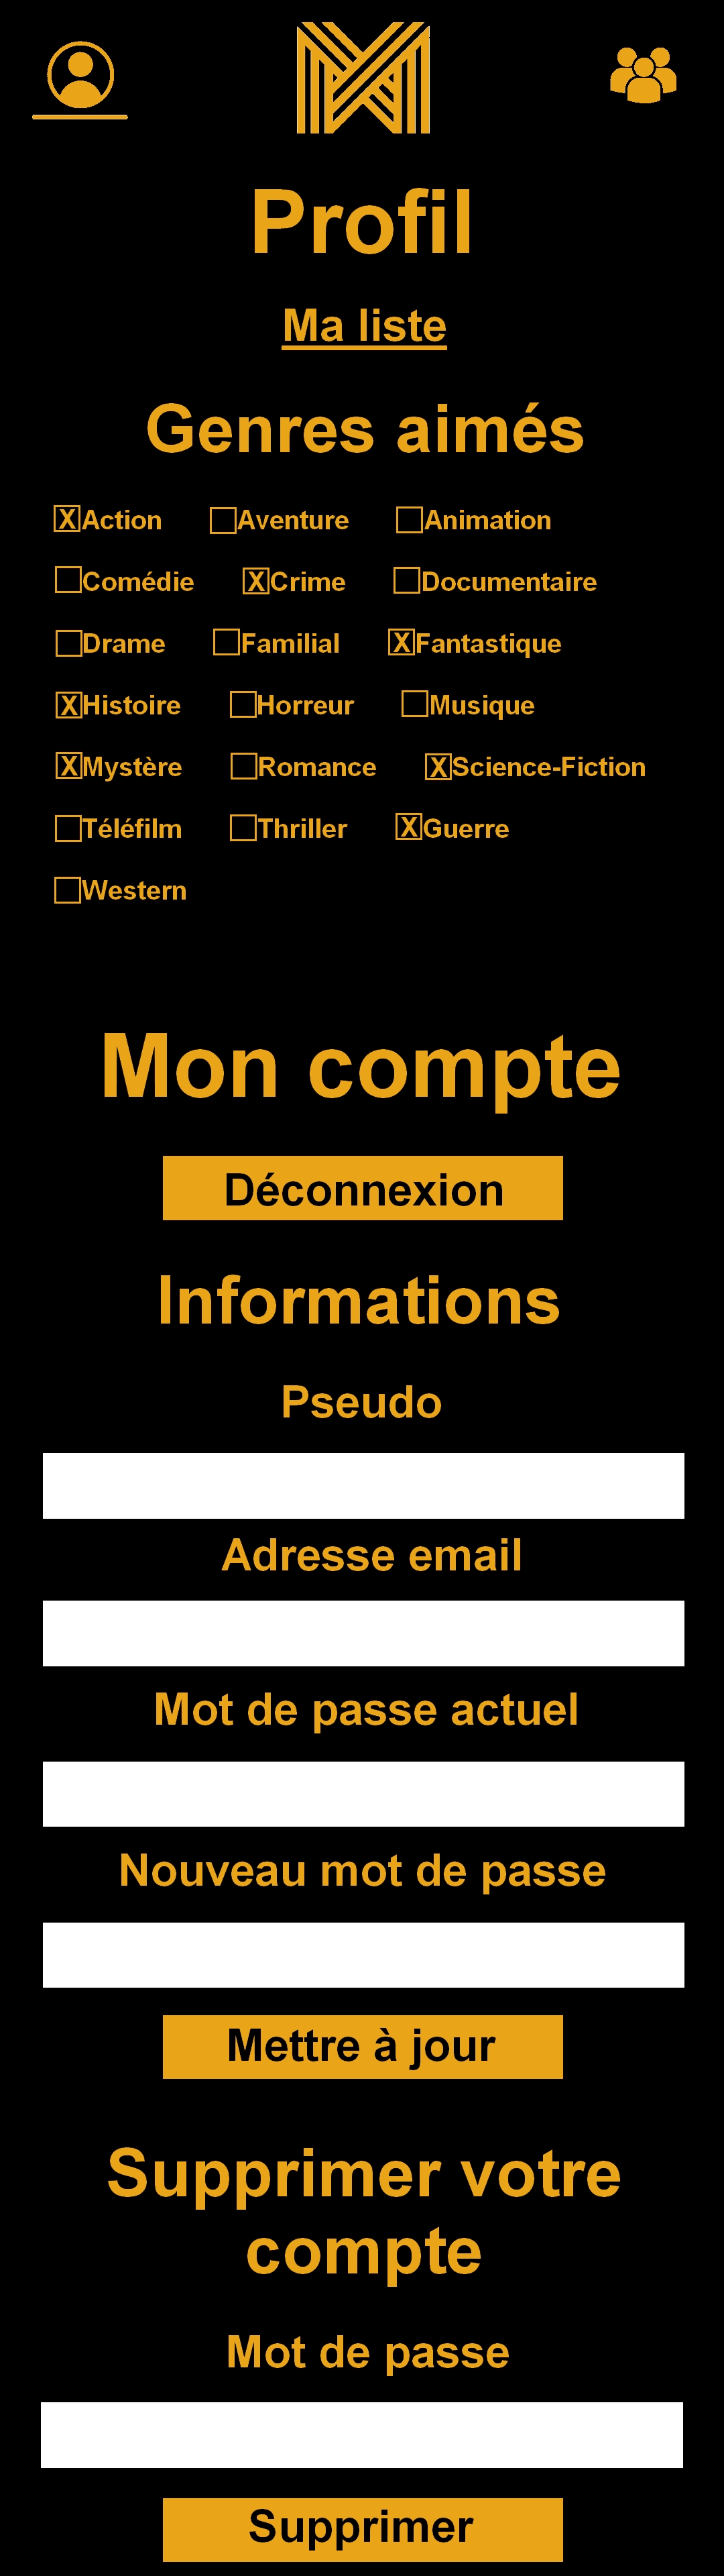 M
Profil
Ma liste
Genres aimés
X Action Aventure Animation
Comédie X Crime Documentaire
Drame Familial X Fantastique
X Histoire Horreur Musique
X Mystère Romance X Science-Fiction
Téléfilm Thriller X Guerre
Western
Mon compte
Déconnexion
Informations
Pseudo
Adresse email
Mot de passe actuel
Nouveau mot de passe
Mettre à jour
Supprimer votre
compte
Mot de passe
Supprimer